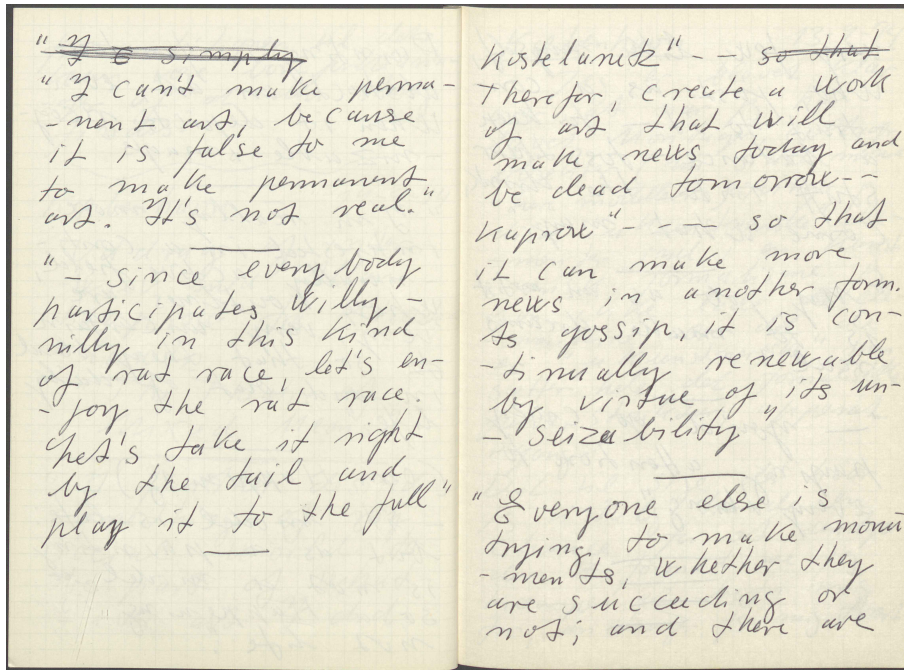 " I simply
" I can't make perma-
-nent art, because
it is false to me
to make permanent
art. It's not real."
"– since everybody
participates willy –
nilly in this kind
of rat race, let's en-
-joy the rat race.
Let's take it right
by the tail and
play it to the full"
Kostelanetz" -- so that
Therefor, create a work
of art that will
make news today and
be dead tomorrow--
Kaprow" --- so that
it can make more
news in another form.
As gossip, it is con-
-tinually renewable
by virtue of its un-
- seizability"
"Everyone else is
trying to make monu
-ments, whether they
are succeeding or
not; and there are